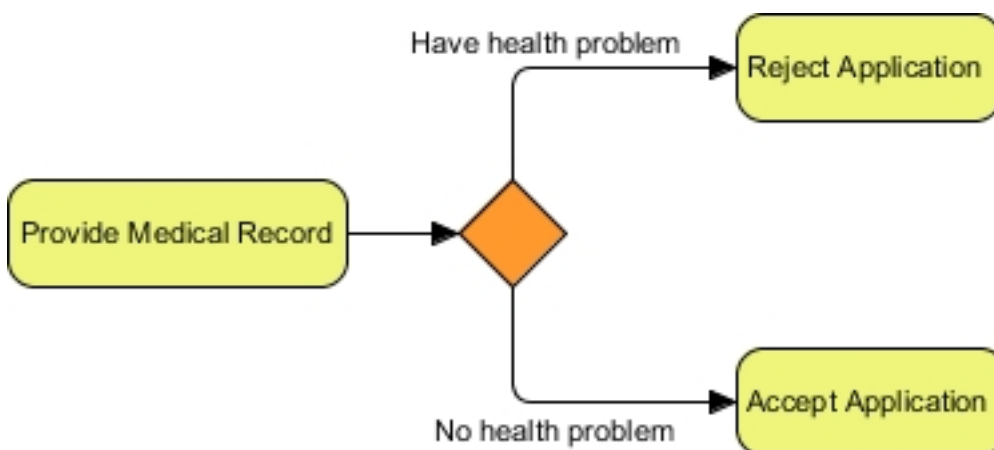 Have health problem
Reject Application
Provide Medical Record
Accept Application
No health problem